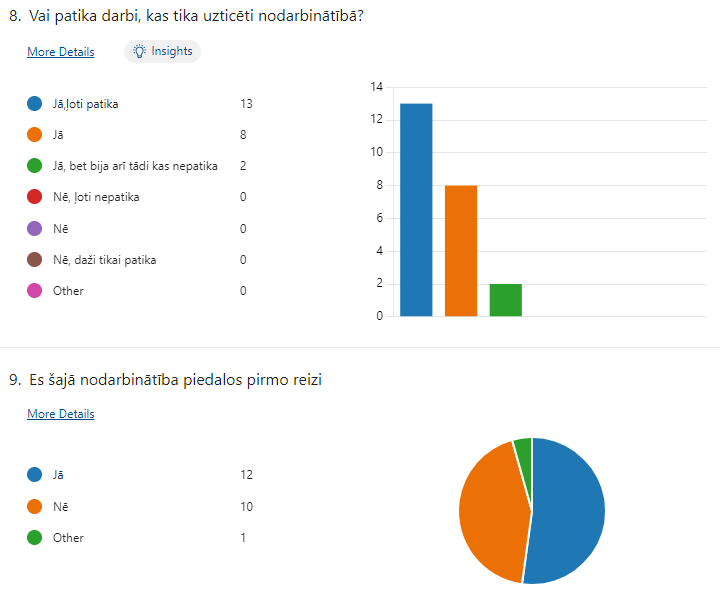 8. Vai patika darbi, kas tika uzticēti nodarbinātībā?
More Details
Insights
Jā,ļoti patika 13
Jā 8
Jā, bet bija arī tādi kas nepatika 2
Nē, ļoti nepatika 0
Nē 0
Nē, daži tikai patika 0
Other 0
14
12
10
8
6
4
2
0
9. Es šajā nodarbinātība piedalos pirmo reizi
More Details
Jā 12
Nē 10
Other 1